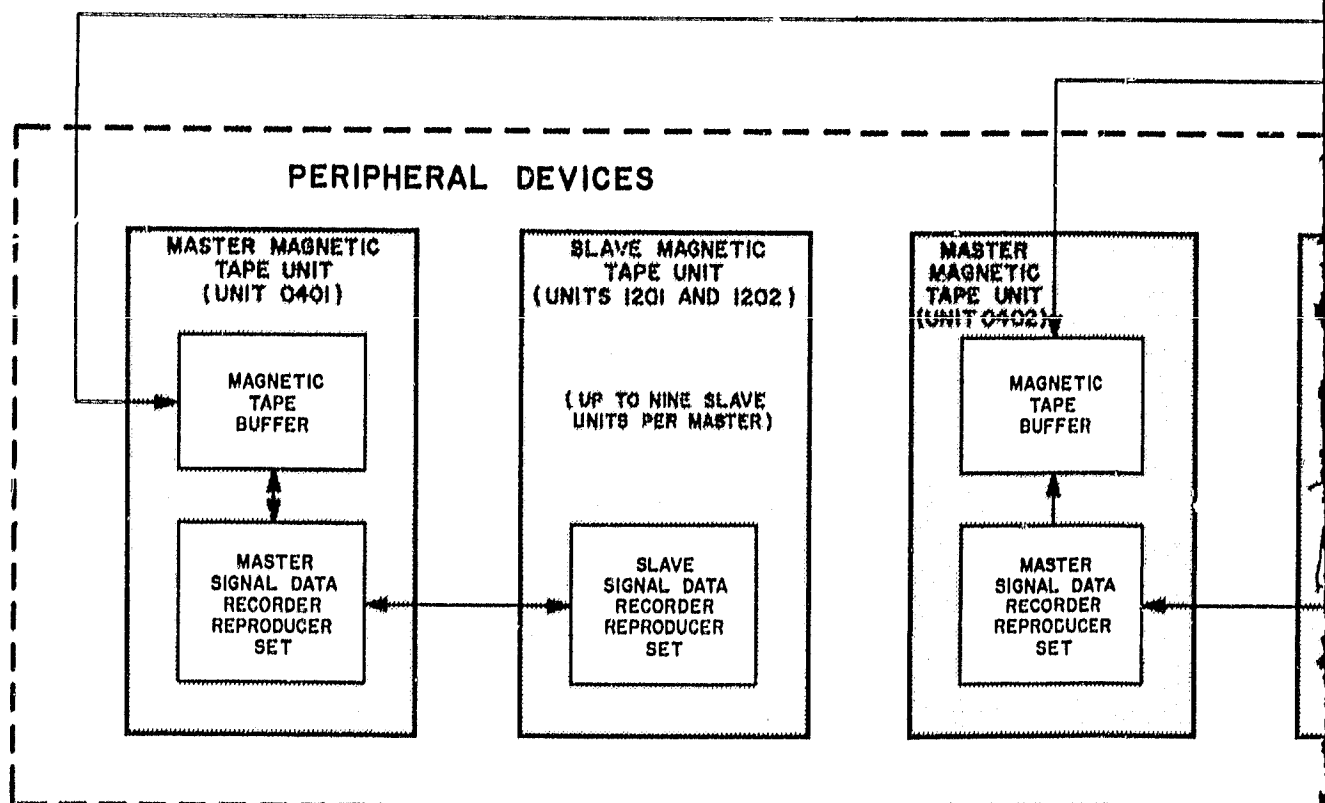 PERIPHERAL DEVICES
MASTER MAGNETIC
TAPE UNIT
(UNIT 0401)
MAGNETIC
TAPE
BUFFER
MASTER
SIGNAL DATA
RECORDER
REPRODUCER
SET
SLAVE MAGNETIC
TAPE UNIT
(UNITS 1201 AND 1202)
(UP TO NINE SLAVE
UNITS PER MASTER)
SLAVE
SIGNAL DATA
RECORDER
REPRODUCER
SET
MASTER
MAGNETIC
TAPE UNIT
(UNIT 0402)
MAGNETIC
TAPE
BUFFER
MASTER
SIGNAL DATA
RECORDER
REPRODUCER
SET